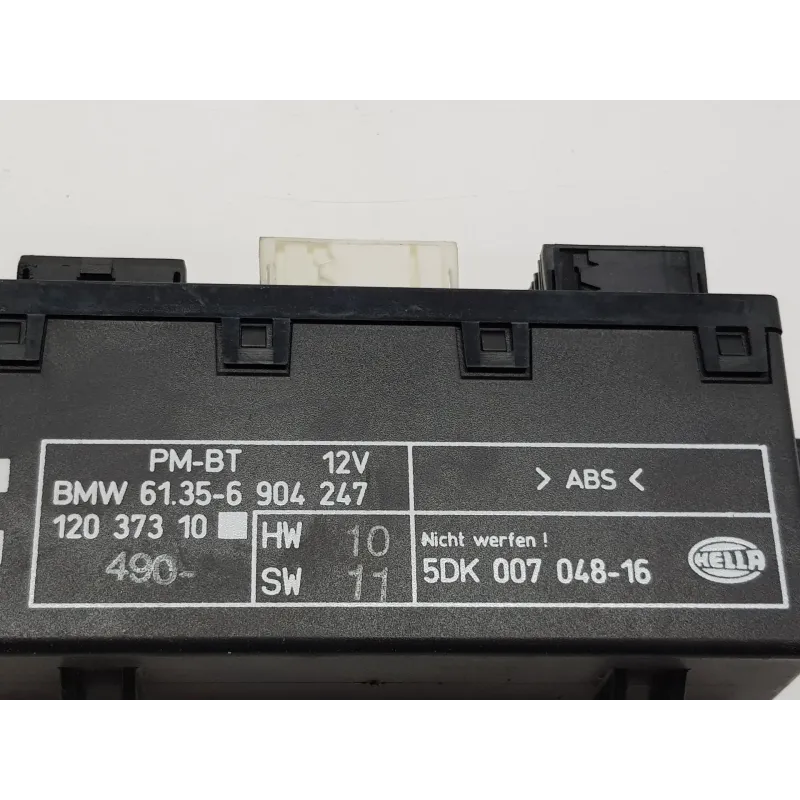 PM-BT 12V
BMW 61.35-6 904 247
120 373 10
490-
HW 10
SW 11
> ABS <
Nicht werfen !
5DK 007 048-16
HELLA